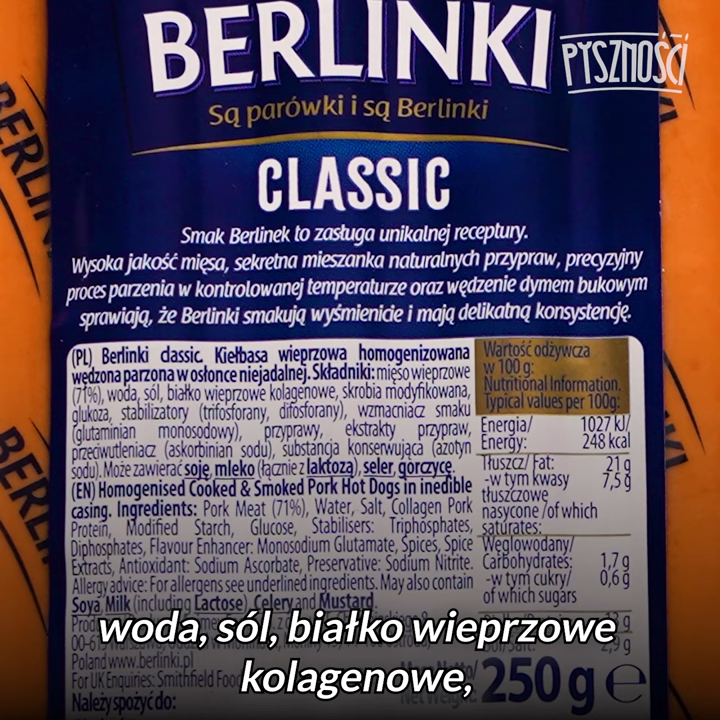 BERLINKI
PYSZNOŚCI
Są parówki i są Berlinki
CLASSIC
Smak Berlinek to zasługa unikalnej receptury.
Wysoka jakość mięsa, sekretna mieszanka naturalnych przypraw, precyzyjny
proces parzenia w kontrolowanej temperaturze oraz wędzenie dymem bukowym
sprawiają, że Berlinki smakują wyśmienicie i mają delikatną konsystencję.
(PL) Berlinki classic. Kiełbasa wieprzowa homogenizowana
wędzona parzona w osłonce niejadalnej. Składniki: mięso wieprzowe
(71%), woda, sól, białko wieprzowe kolagenowe, skrobia modyfikowana,
glukoza, stabilizatory (trifosforany, difosforany), wzmacniacz smaku
(glutaminian monosodowy), przyprawy, ekstrakty przypraw,
przeciwutleniacz (askorbinian sodu), substancja konserwująca (azotyn
sodu). Może zawierać soję, mleko (łącznie z laktozą), seler, gorczycę.
(EN) Homogenised Cooked & Smoked Pork Hot Dogs in inedible
casing. Ingredients: Pork Meat (71%), Water, Salt, Collagen Pork
Protein, Modified Starch, Glucose, Stabilisers: Triphosphates,
Diphosphates, Flavour Enhancer: Monosodium Glutamate, Spices, Spice
Extracts, Antioxidant: Sodium Ascorbate, Preservative: Sodium Nitrite.
Allergy advice: For allergens see underlined ingredients. May also contain
Soya, Milk (including Lactose), Celery and Mustard.
00-61
Poland www.berlinki.pl
For UK Enquiries: Smithfield
Należy spożyć do:
Wartość odżywcza
w 100 g:
Nutritional Information.
Typical values per 100g:
Energia/ 1027 kJ/
Energy: 248 kcal
Tłuszcz/Fat: 21 g
-w tym kwasy 7,5 g
tłuszczowe
nasycone /of which
saturates:
Węglowodany/
Carbohydrates: 1,7 g
-w tym cukry/ 0,6 g
of which sugars
2,9 g
250 g e
woda, sól, białko wieprzowe
kolagenowe,